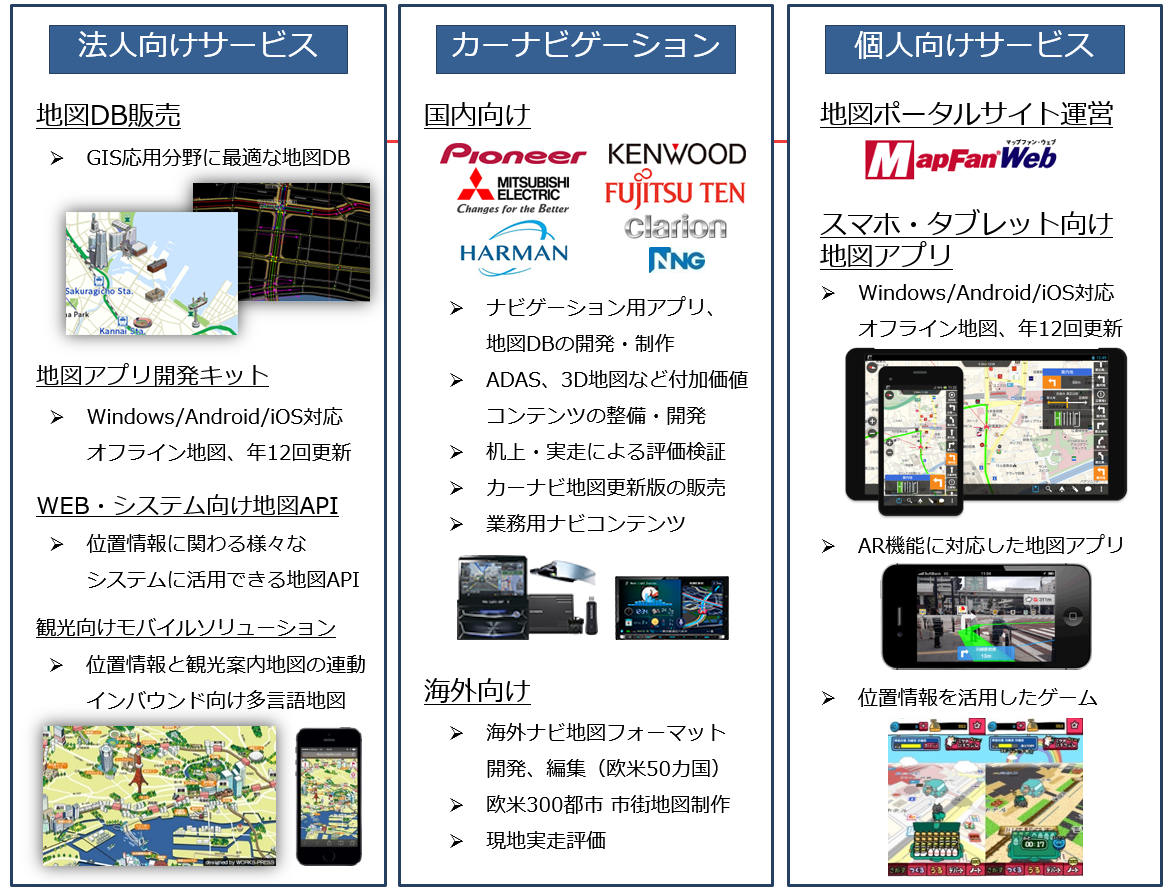 法人向けサービス
地図DB販売
➢ GIS応用分野に最適な地図DB
Sakuragicho Sta.
na Park
Kannai Sta.
地図アプリ開発キット
➢ Windows/Android/iOS対応
オフライン地図、年12回更新
WEB・システム向け地図API
➢ 位置情報に関わる様々な
システムに活用できる地図API
観光向けモバイルソリューション
➢ 位置情報と観光案内地図の連動
インバウンド向け多言語地図
designed by WORKS-PRESS
カーナビゲーション
国内向け
Pioneer KENWOOD
MITSUBISHI
ELECTRIC
Changes for the Better
FUJITSU TEN
HARMAN
clarion
NNG
➢ ナビゲーション用アプリ、
地図DBの開発・制作
➢ ADAS、3D地図など付加価値
コンテンツの整備・開発
➢ 机上・実走による評価検証
➢ カーナビ地図更新版の販売
➢ 業務用ナビコンテンツ
海外向け
➢ 海外ナビ地図フォーマット
開発、編集（欧米50カ国）
➢ 欧米300都市 市街地図制作
➢ 現地実走評価
個人向けサービス
地図ポータルサイト運営
マップファン・ウェブ
MapFan® Web
スマホ・タブレット向け
地図アプリ
➢ Windows/Android/iOS対応
オフライン地図、年12回更新
➢ AR機能に対応した地図アプリ
➢ 位置情報を活用したゲーム
00:17
つくる うる デパート ノート